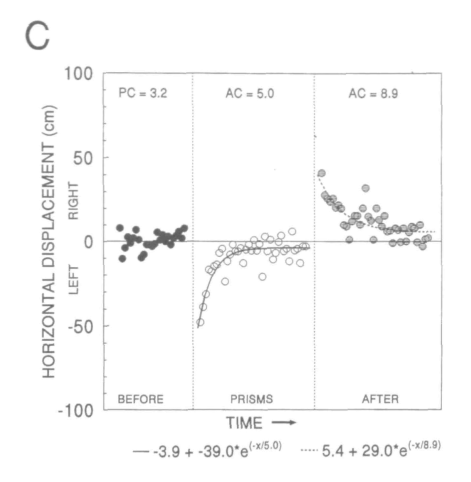 C
100
PC = 3.2
AC = 5.0
AC = 8.9
50
0
-50
-100
HORIZONTAL DISPLACEMENT (cm)
LEFT
RIGHT
BEFORE
PRISMS
AFTER
TIME →
— -3.9 + -39.0*e(-x/5.0)
---- 5.4 + 29.0*e(-x/8.9)